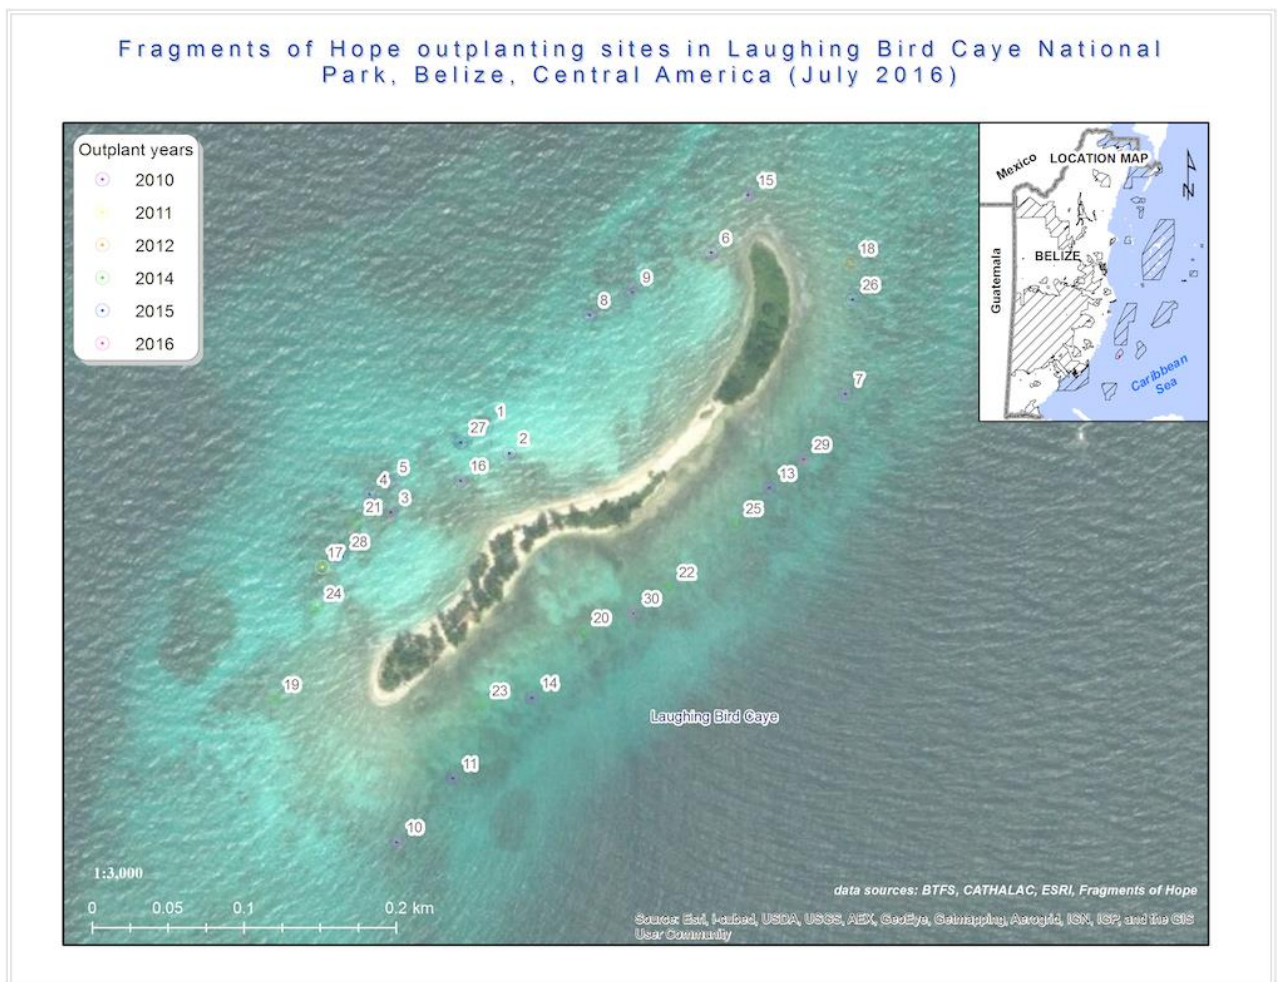 Fragments of Hope outplanting sites in Laughing Bird Caye National
Park, Belize, Central America (July 2016)
Outplant years
2010
2011
2012
2014
2015
2016
LOCATION MAP
Mexico
N
BELIZE
Guatemala
Caribbean
Sea
15
6
18
9
26
8
7
1
27
2
29
5
16
13
4
3
21
25
28
17
22
24
30
20
19
14
23
Laughing Bird Caye
11
10
1:3,000
0 0.05 0.1 0.2 km
data sources: BTFS, CATHALAC, ESRI, Fragments of Hope
Source: Esri, i-cubed, USDA, USGS, AEX, GeoEye, Getmapping, Aerogrid, IGN, IGP, and the GIS
User Community